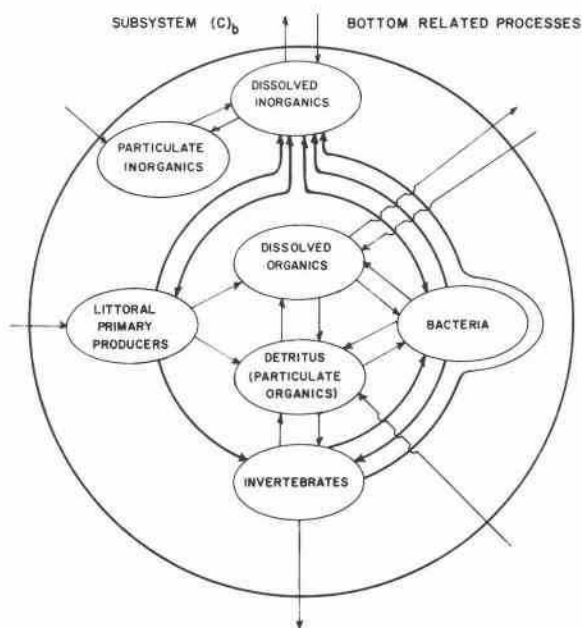 SUBSYSTEM (C)b
BOTTOM RELATED PROCESSES
DISSOLVED
INORGANICS
PARTICULATE
INORGANICS
DISSOLVED
ORGANICS
LITTORAL
PRIMARY
PRODUCERS
BACTERIA
DETRITUS
(PARTICULATE
ORGANICS)
INVERTEBRATES